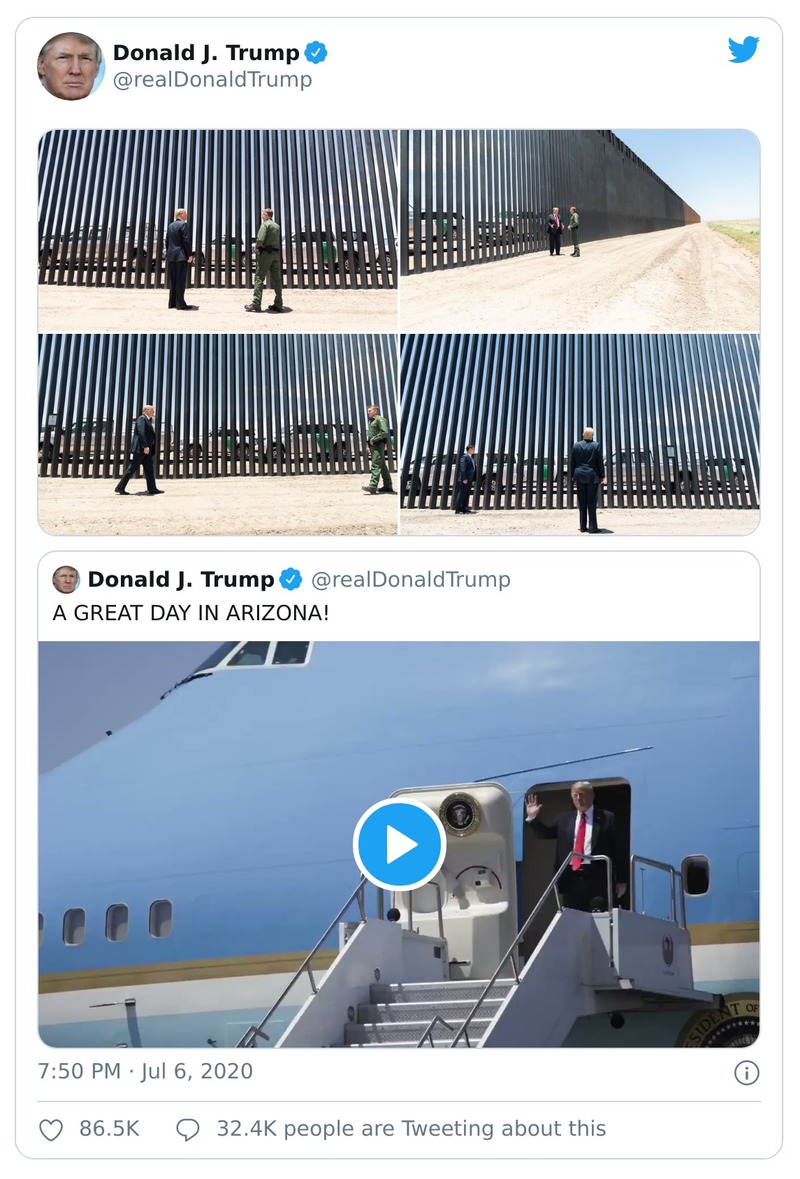 Donald J. Trump
@realDonaldTrump
Donald J. Trump @realDonaldTrump
A GREAT DAY IN ARIZONA!
SIDENT OF
7:50 PM · Jul 6, 2020
86.5K 32.4K people are Tweeting about this